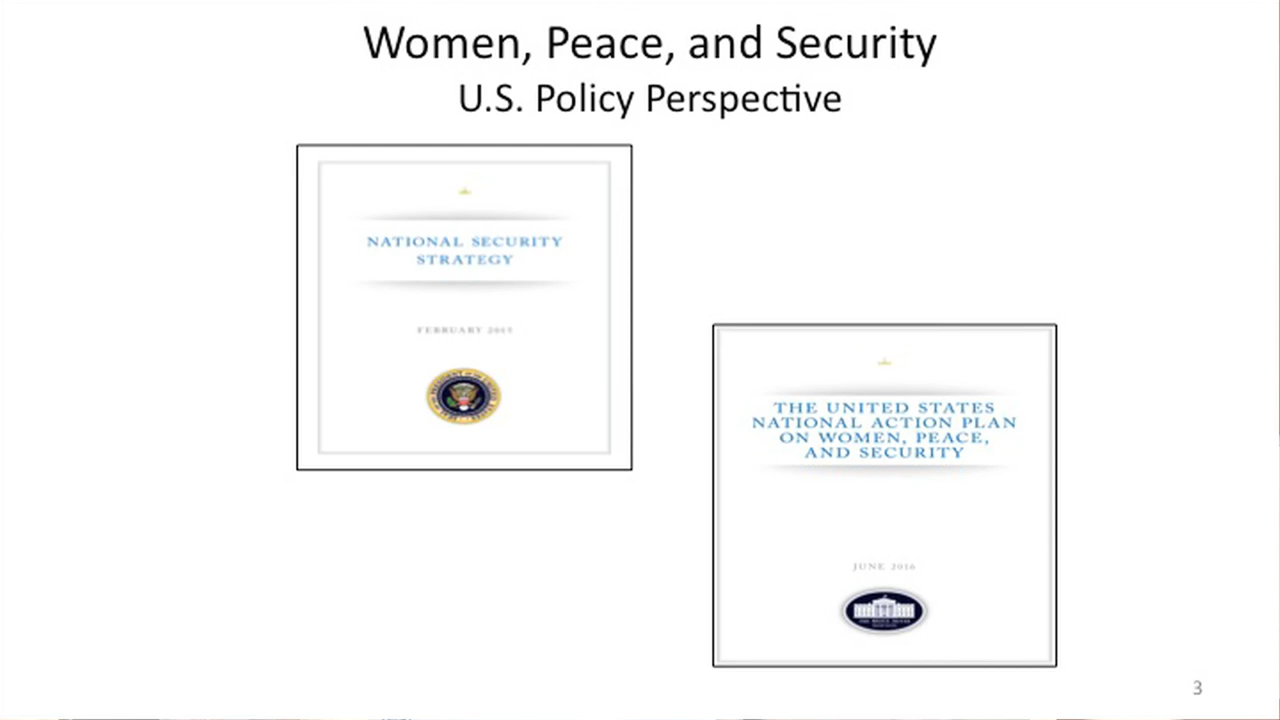 Women, Peace, and Security
U.S. Policy Perspective
NATIONAL SECURITY
STRATEGY
FEBRUARY
THE UNITED STATES
NATIONAL ACTION PLAN
ON WOMEN, PEACE,
AND SECURITY
JUNE 2016
3